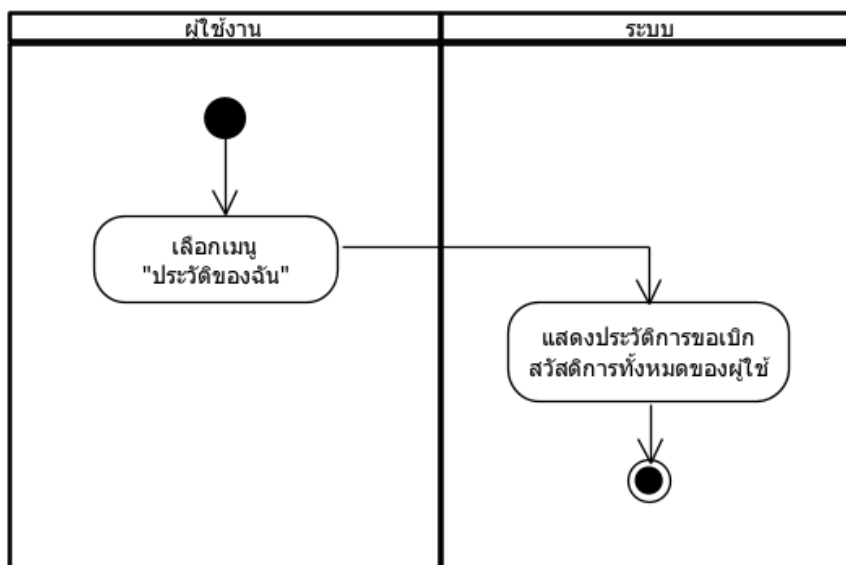 ผู้ใช้งาน
ระบบ
เลือกเมนู
"ประวัติของฉัน"
แสดงประวัติการขอเบิก
สวัสดิการทั้งหมดของผู้ใช้